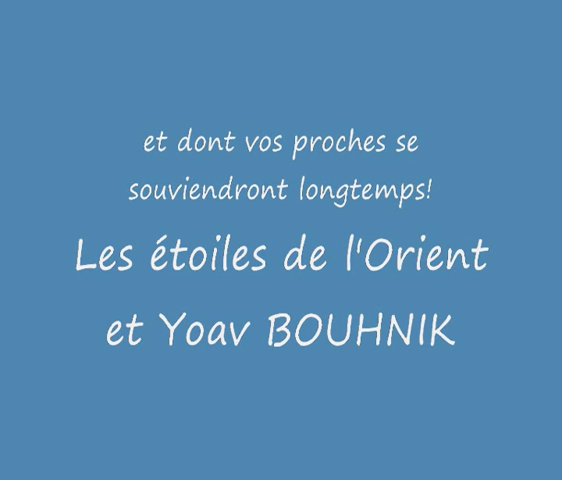 et dont vos proches se
souviendront longtemps!
Les étoiles de l'Orient
et Yoav BOUHNIK